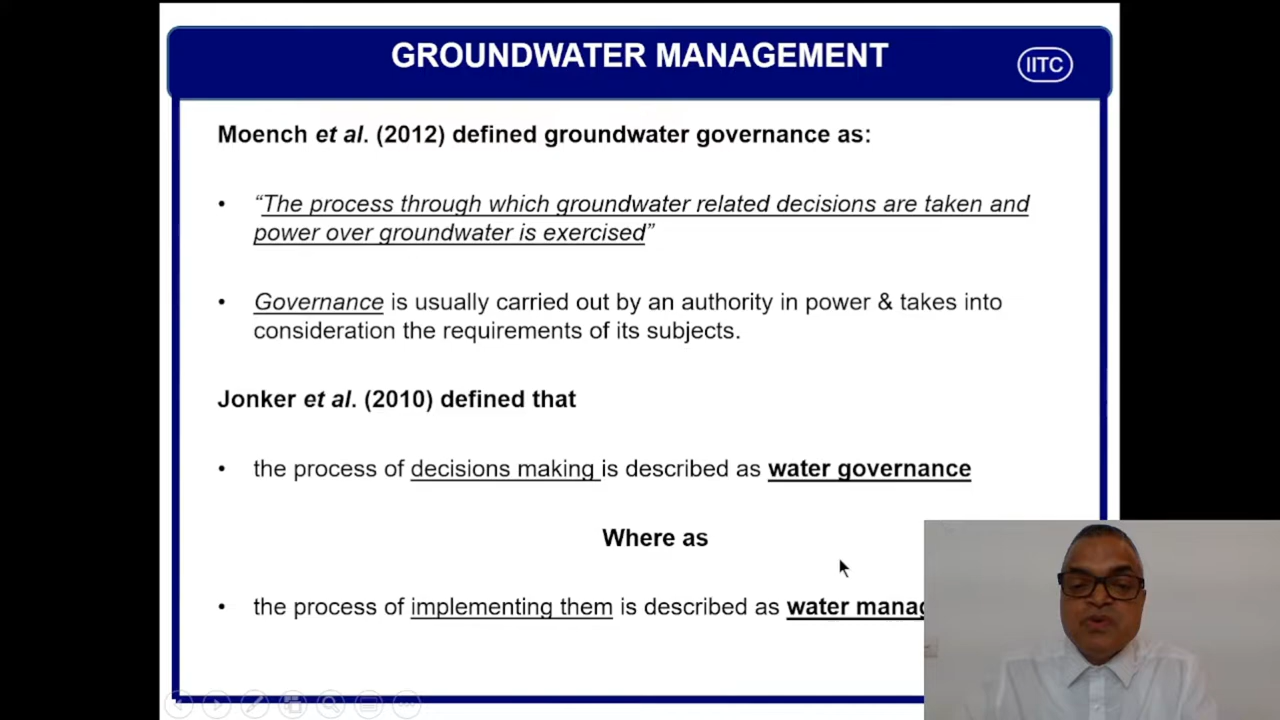 GROUNDWATER MANAGEMENT
IITC
Moench et al. (2012) defined groundwater governance as:
• “The process through which groundwater related decisions are taken and
power over groundwater is exercised”
• Governance is usually carried out by an authority in power & takes into
consideration the requirements of its subjects.
Jonker et al. (2010) defined that
• the process of decisions making is described as water governance
Where as
• the process of implementing them is described as water